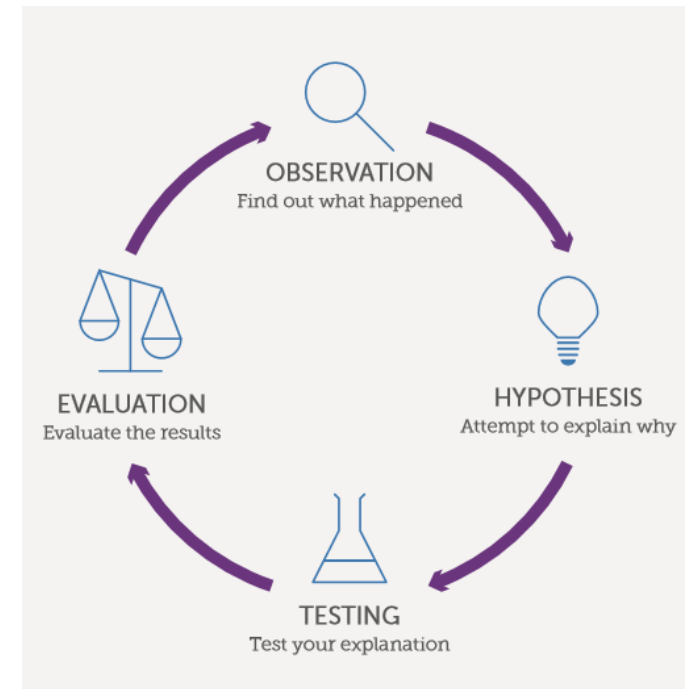 OBSERVATION
Find out what happened
HYPOTHESIS
Attempt to explain why
TESTING
Test your explanation
EVALUATION
Evaluate the results